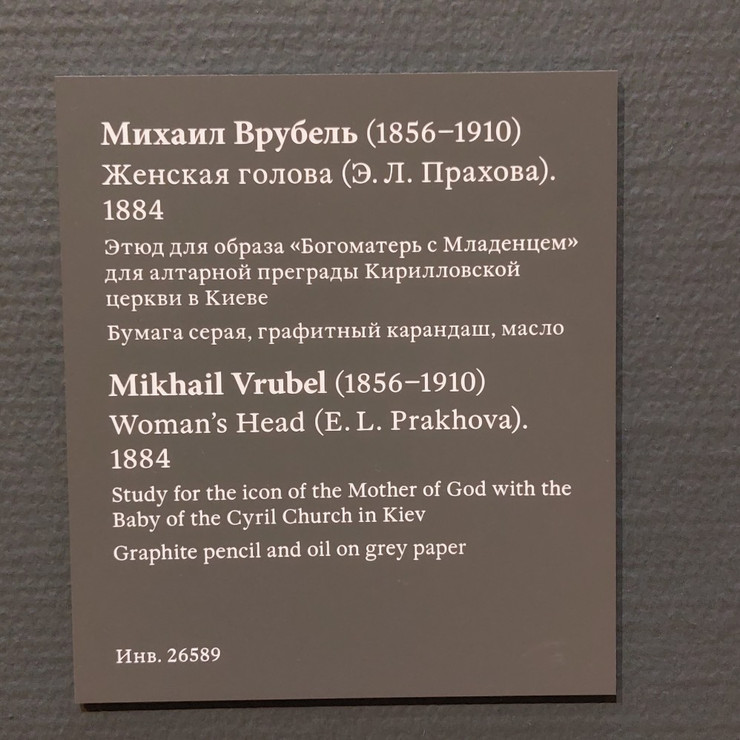 Михаил Врубель (1856–1910)
Женская голова (Э. Л. Прахова).
1884
Этюд для образа «Богоматерь с Младенцем»
для алтарной преграды Кирилловской
церкви в Киеве
Бумага серая, графитный карандаш, масло
Mikhail Vrubel (1856–1910)
Woman’s Head (E. L. Prakhova).
1884
Study for the icon of the Mother of God with the
Baby of the Cyril Church in Kiev
Graphite pencil and oil on grey paper
Инв. 26589